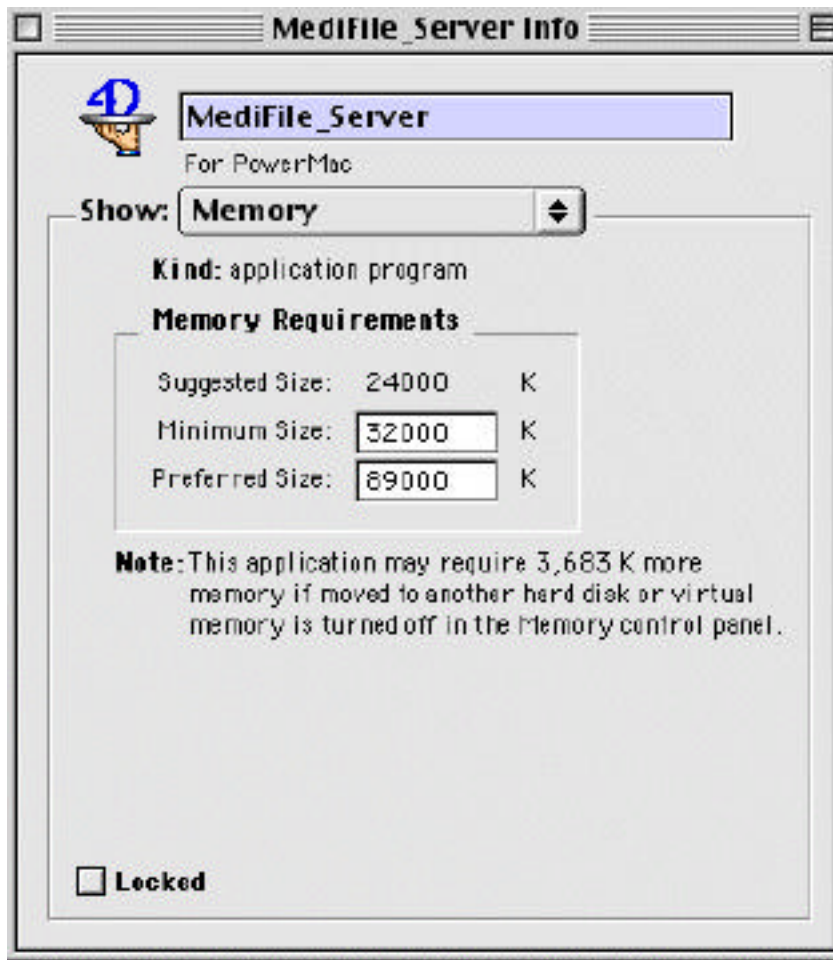 MediFile_Server Info
4D
MediFile_Server
For PowerMac
Show: Memory
Kind: application program
Memory Requirements
Suggested Size: 24000 K
Minimum Size: 32000 K
Preferred Size: 89000 K
Note: This application may require 3,683 K more
memory if moved to another hard disk or virtual
memory is turned off in the Memory control panel.
Locked